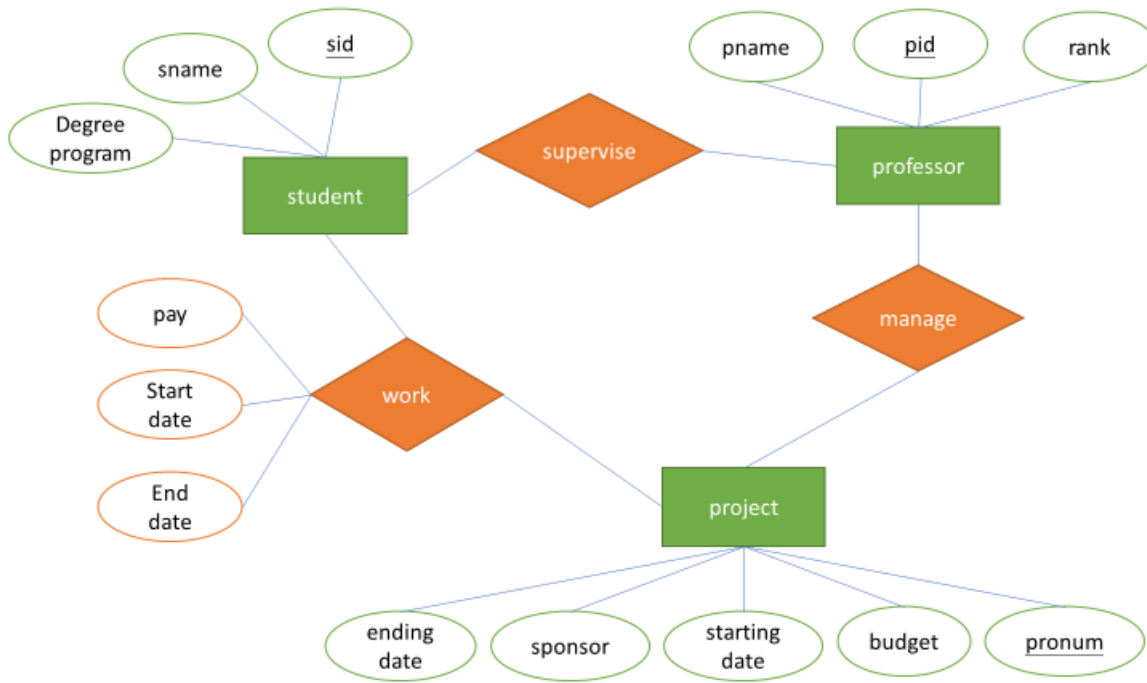 sid
sname
Degree
program
pname
pid
rank
supervise
student
professor
pay
Start
date
End
date
work
manage
project
ending
date
sponsor
starting
date
budget
pronum